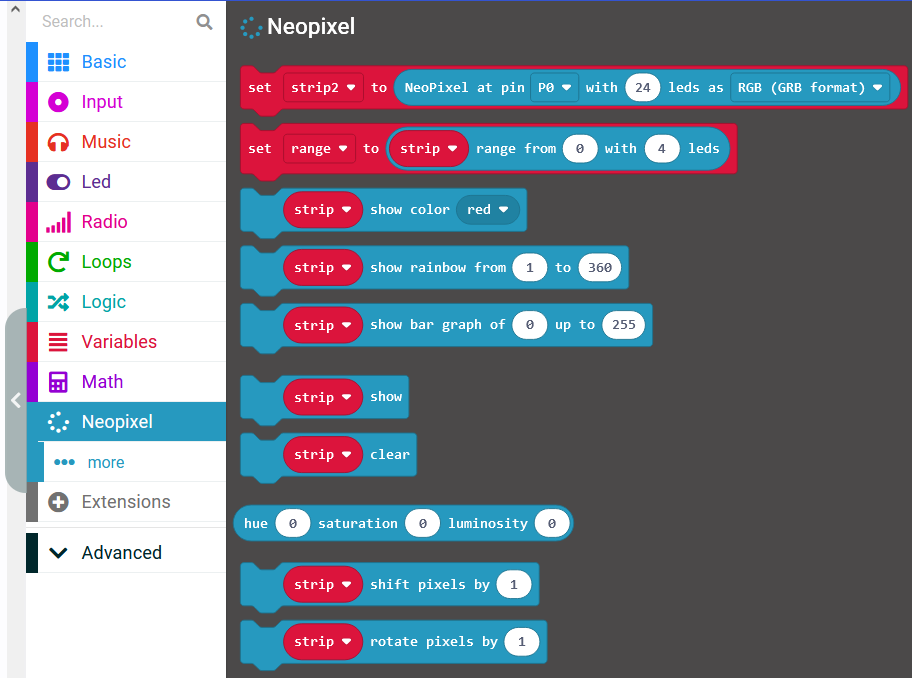 Search...
Basic
Input
Music
Led
Radio
Loops
Logic
Variables
Math
Neopixel
more
Extensions
Advanced
Neopixel
set strip2 to NeoPixel at pin P0 with 24 leds as RGB (GRB format)
set range to strip range from 0 with 4 leds
strip show color red
strip show rainbow from 1 to 360
strip show bar graph of 0 up to 255
strip show
strip clear
hue 0 saturation 0 luminosity 0
strip shift pixels by 1
strip rotate pixels by 1